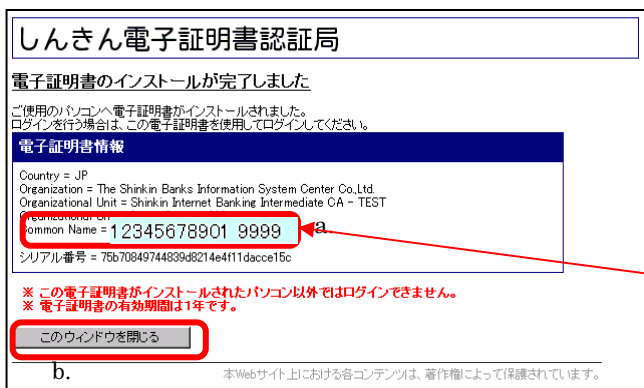 しんきん電子証明書認証局
電子証明書のインストールが完了しました
ご使用のパソコンへ電子証明書がインストールされました。
ログインを行う場合は、この電子証明書を使用してログインしてください。
電子証明書情報
Country = JP
Organization = The Shinkin Banks Information System Center Co.,Ltd.
Organizational Unit = Shinkin Internet Banking Intermediate CA - TEST
Common Name = 12345678901 9999 a.
シリアル番号 = 75b70849744839d8214e4f11dacce15c
※ この電子証明書がインストールされたパソコン以外ではログインできません。
※ 電子証明書の有効期間は1年です。
このウィンドウを閉じる
b.
本Webサイト上における各コンテンツは、著作権によって保護されています。